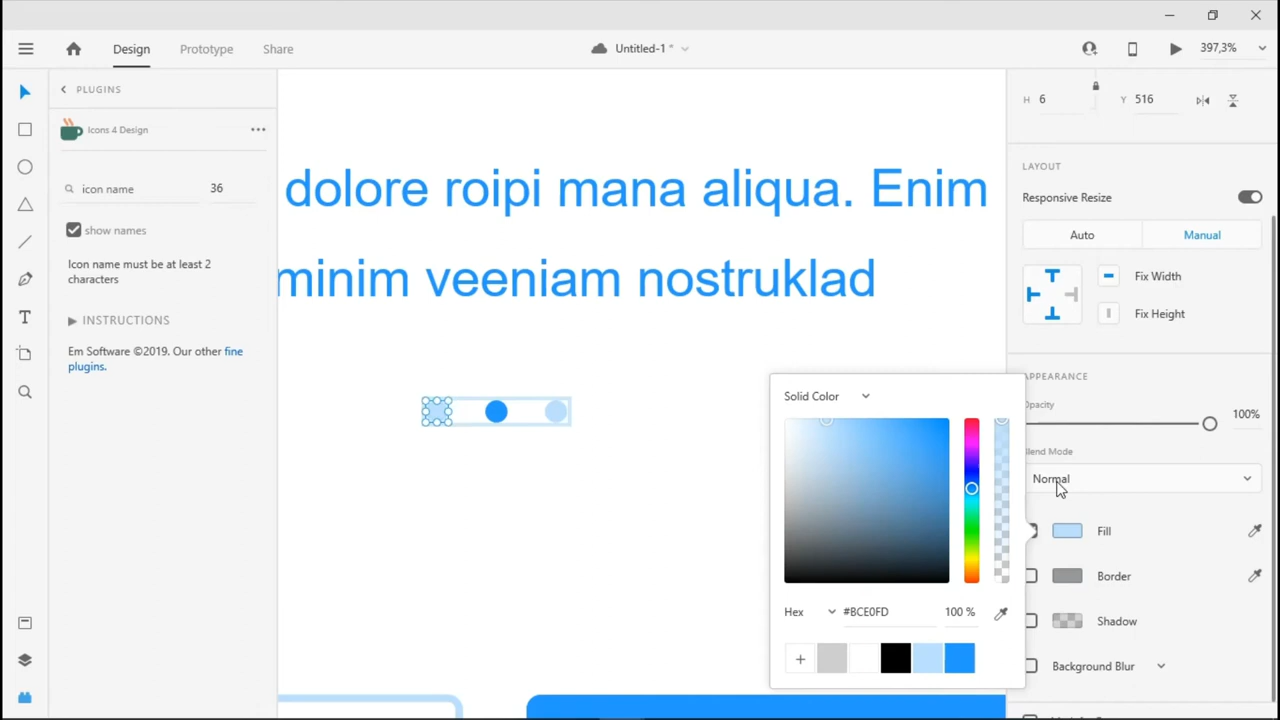 Design
Prototype
Share
Untitled-1 *
397,3%
PLUGINS
Icons 4 Design
icon name
36
show names
Icon name must be at least 2
characters
INSTRUCTIONS
Em Software ©2019. Our other fine
plugins.
dolore roipi mana aliqua. Enim
minim veeniam nostruklad
H 6
Y 516
LAYOUT
Responsive Resize
Auto
Manual
Fix Width
Fix Height
APPEARANCE
Opacity
100%
Blend Mode
Normal
Fill
Border
Shadow
Background Blur
Solid Color
Hex
#BCE0FD
100 %